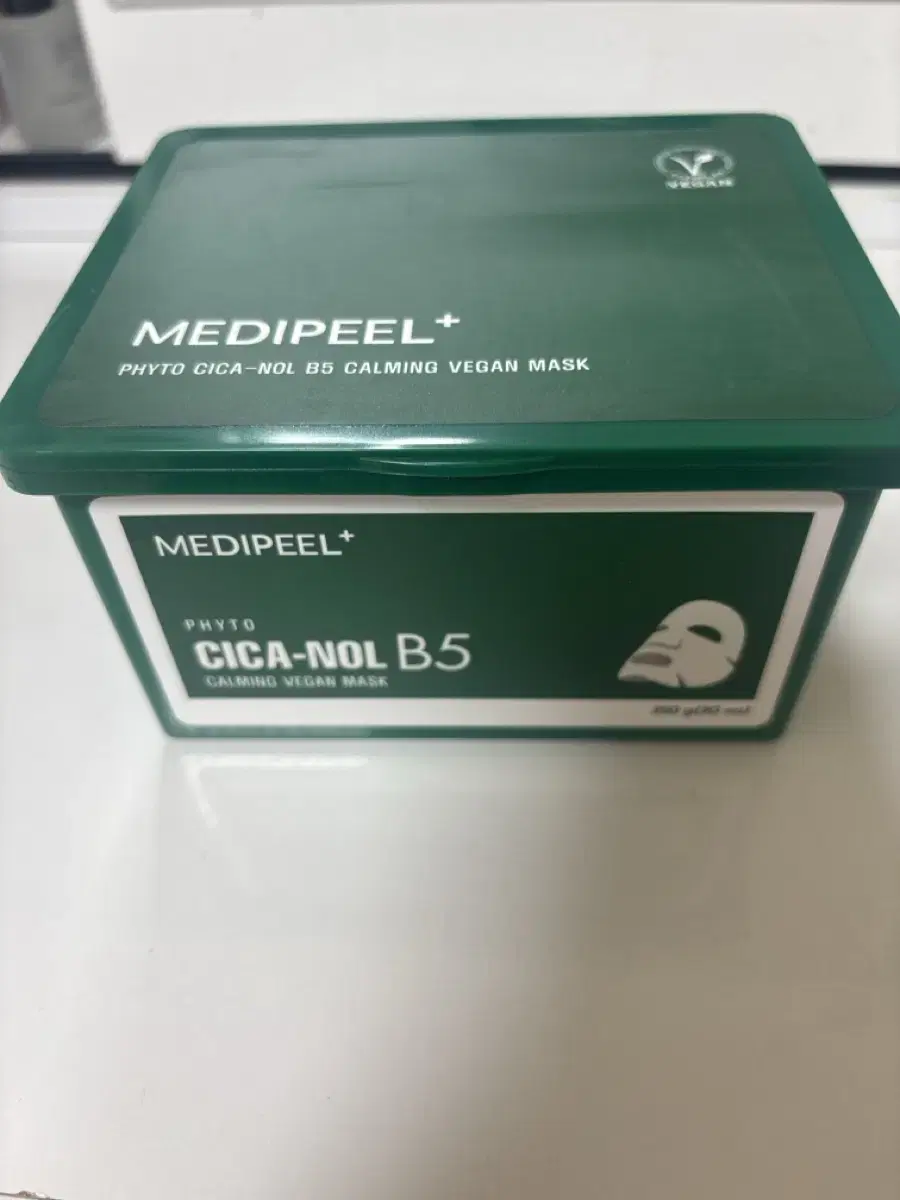 VEGAN
MEDIPEEL+
PHYTO CICA-NOL B5 CALMING VEGAN MASK
MEDIPEEL+
PHYTO
CICA-NOL B5
CALMING VEGAN MASK